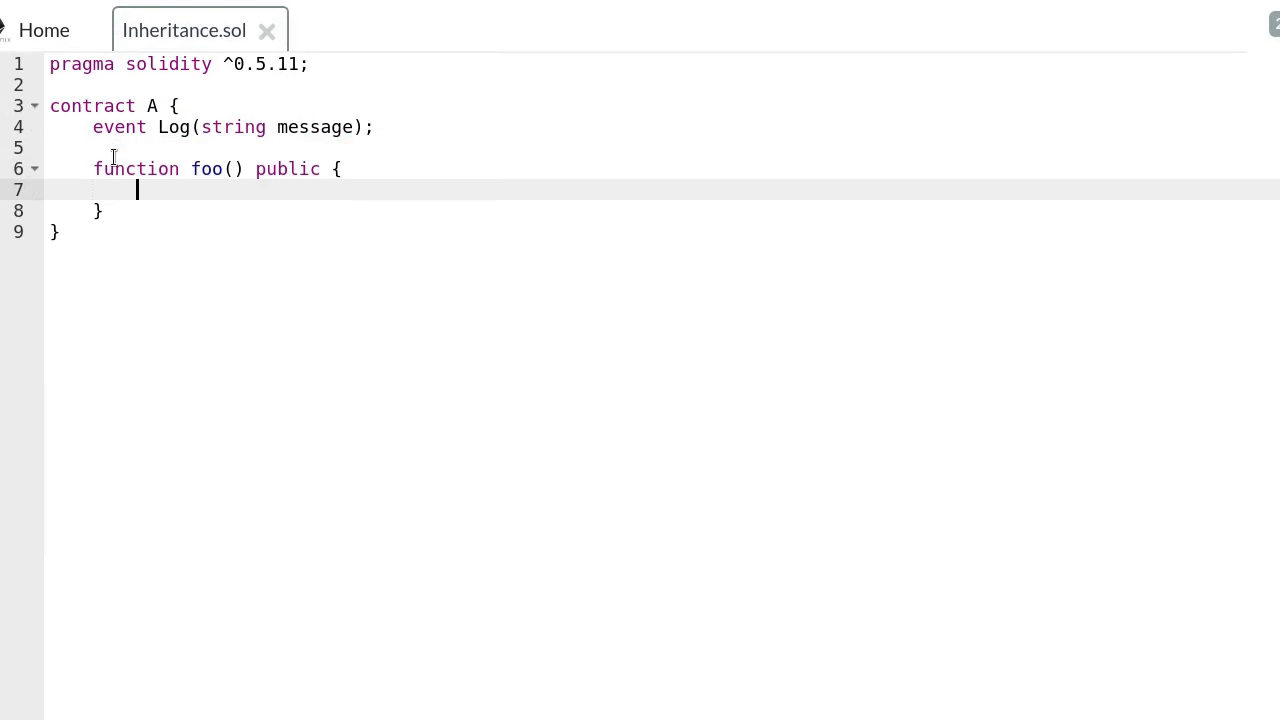 Home
Inheritance.sol
2
1 pragma solidity ^0.5.11;
2
3 contract A {
4     event Log(string message);
5
6     function foo() public {
7
8     }
9 }